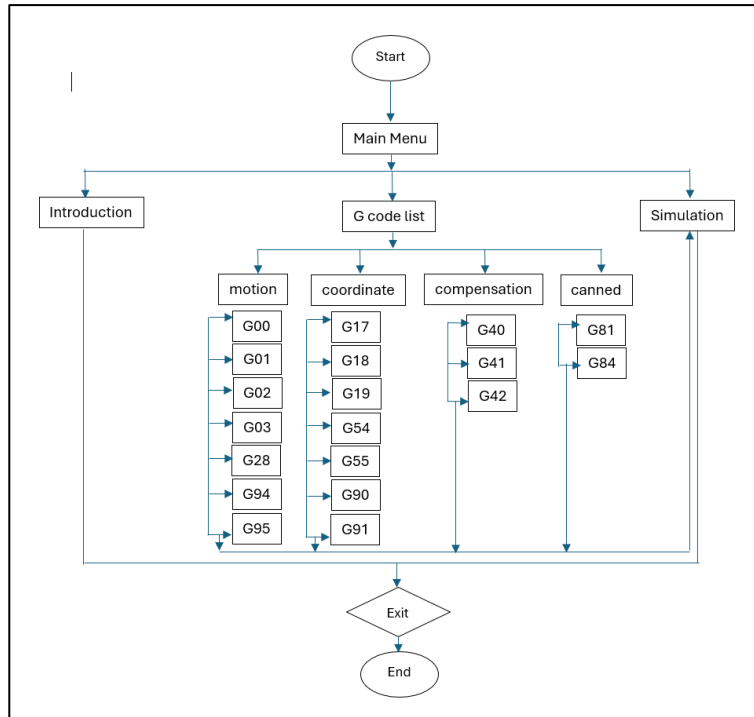 Start
Main Menu
Introduction
G code list
Simulation
motion
coordinate
compensation
canned
G00
G01
G02
G03
G28
G94
G95
G17
G18
G19
G54
G55
G90
G91
G40
G41
G42
G81
G84
Exit
End